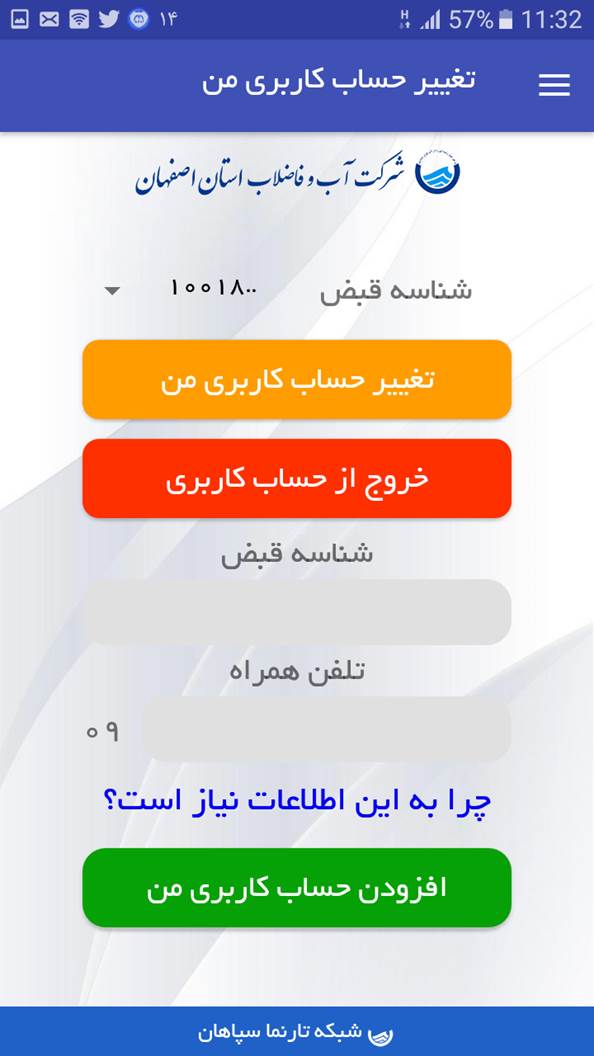 ۱۴ 57% 11:32
تغییر حساب کاربری من
شرکت آب و فاضلاب استان اصفهان
شناسه قبض ۱۰۰۱۸۰۰
تغییر حساب کاربری من
خروج از حساب کاربری
شناسه قبض
تلفن همراه
۰۹
چرا به این اطلاعات نیاز است؟
افزودن حساب کاربری من
شبکه تارنما سپاهان